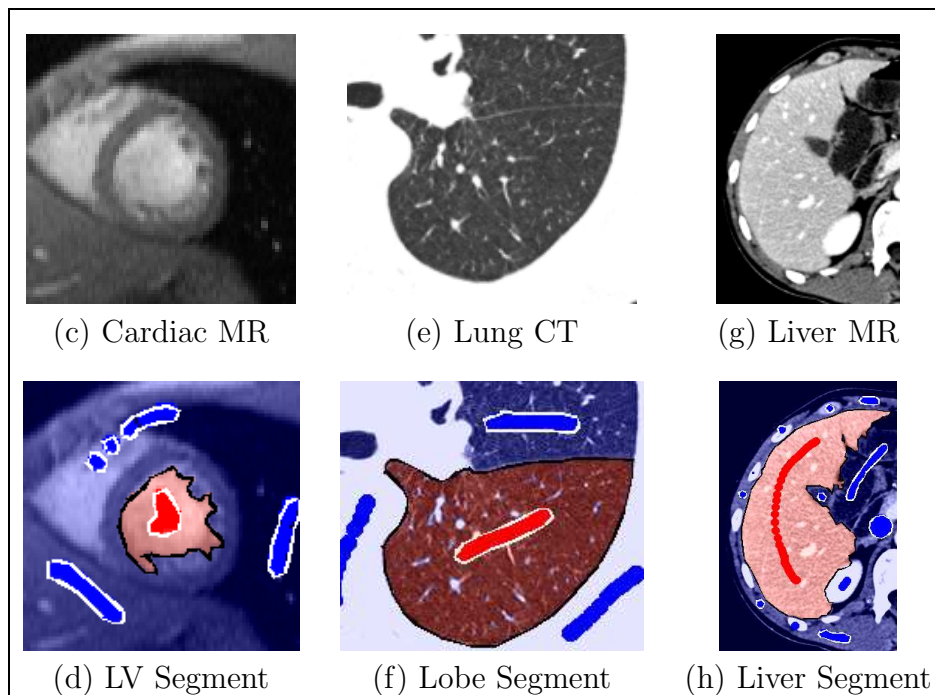 (c) Cardiac MR (e) Lung CT (g) Liver MR
(d) LV Segment (f) Lobe Segment (h) Liver Segment